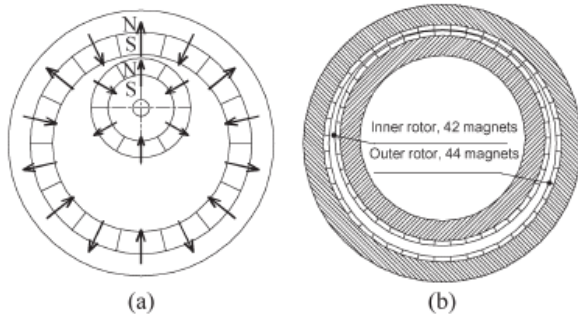 N
S
N
S
Inner rotor, 42 magnets
Outer rotor, 44 magnets
(a)
(b)